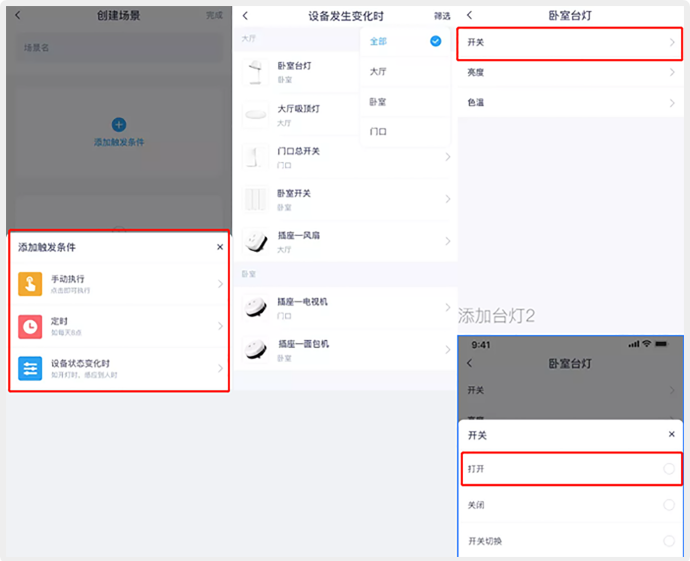 创建场景
完成
场景名
添加触发条件
添加触发条件
手动执行
点击即可执行
定时
如每天8点
设备状态变化时
如开灯时，感应到人时
设备发生变化时
筛选
大厅
全部
大厅
卧室
门口
卧室台灯
卧室
大厅吸顶灯
大厅
门口总开关
门口
卧室开关
卧室
插座一风扇
大厅
卧室
插座一电视机
门口
插座一面包机
卧室
卧室台灯
开关
亮度
色温
添加台灯2
9:41
卧室台灯
开关
亮度
开关
打开
关闭
开关切换